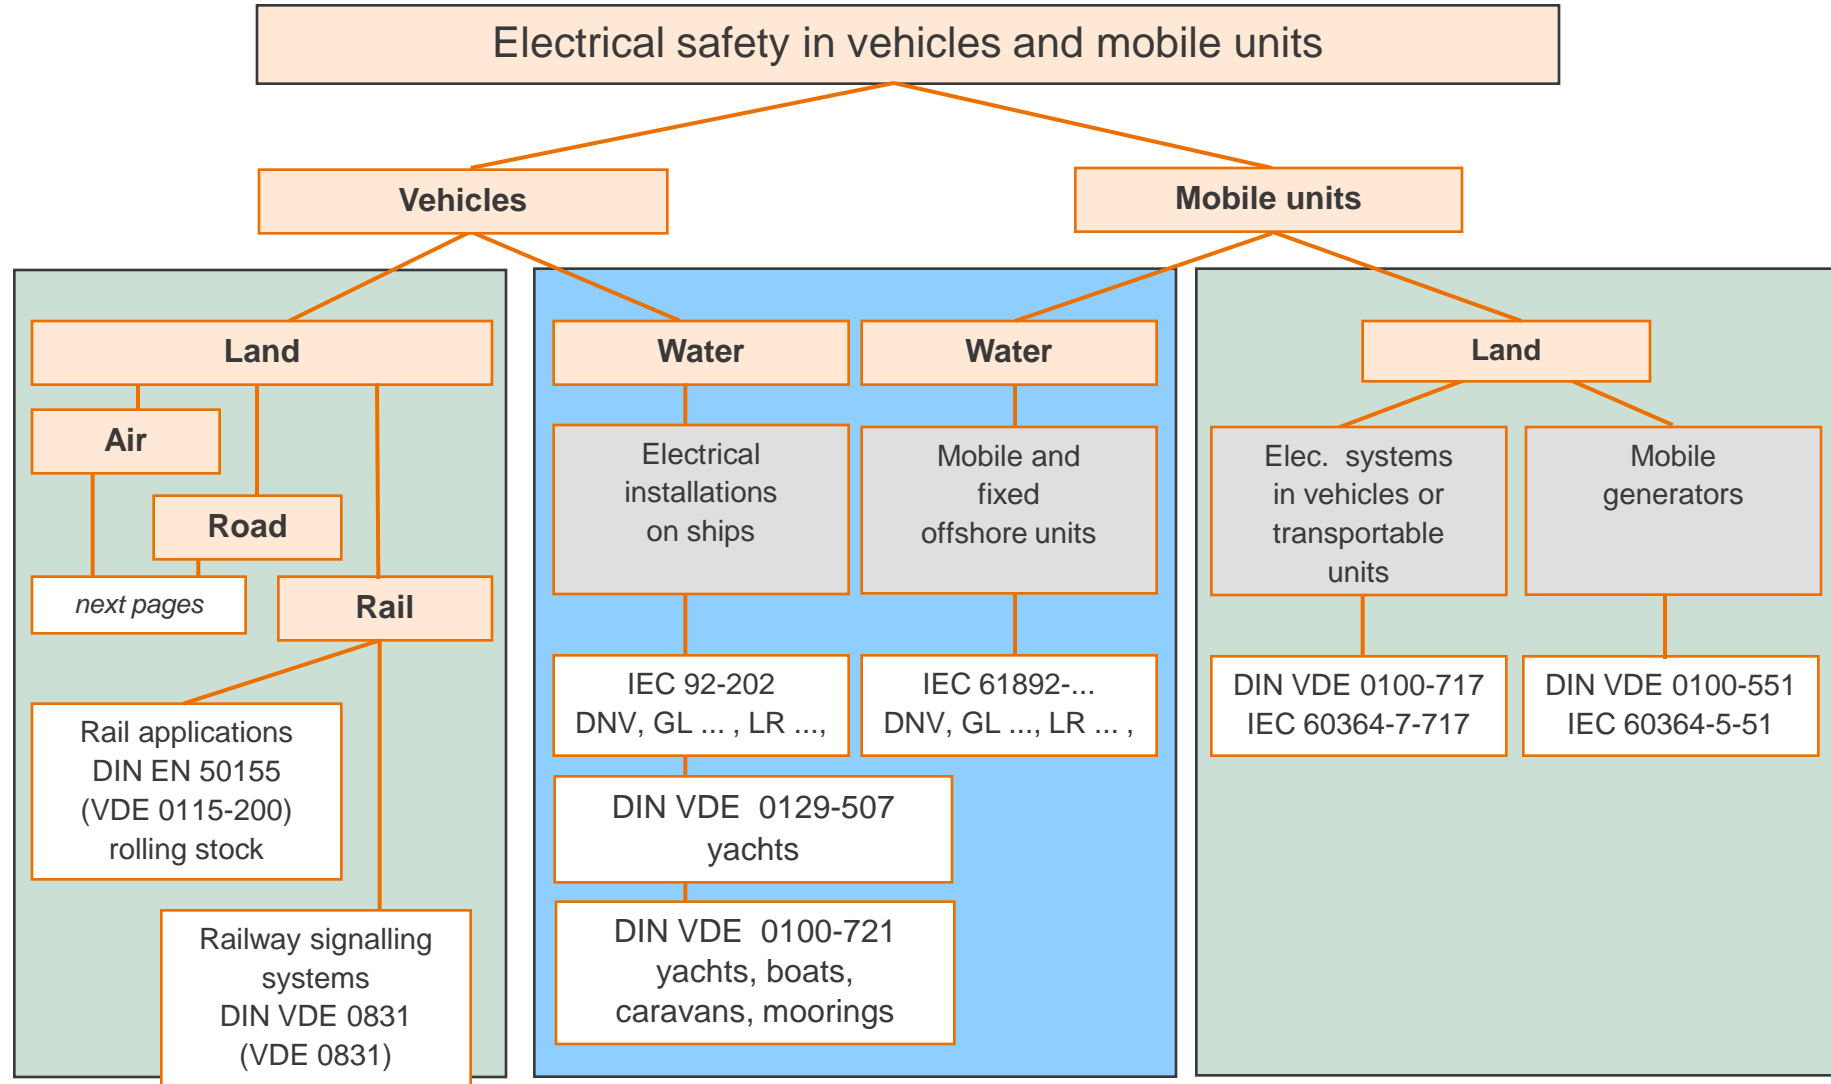 Electrical safety in vehicles and mobile units
Vehicles
Mobile units
Land
Water
Water
Land
Air
Road
next pages
Rail
Rail applications
DIN EN 50155
(VDE 0115-200)
rolling stock
Railway signalling
systems
DIN VDE 0831
(VDE 0831)
Electrical
installations
on ships
IEC 92-202
DNV, GL ... , LR ...,
DIN VDE 0129-507
yachts
DIN VDE 0100-721
yachts, boats,
caravans, moorings
Mobile and
fixed
offshore units
IEC 61892-...
DNV, GL ..., LR ... ,
Elec. systems
in vehicles or
transportable
units
DIN VDE 0100-717
IEC 60364-7-717
Mobile
generators
DIN VDE 0100-551
IEC 60364-5-51